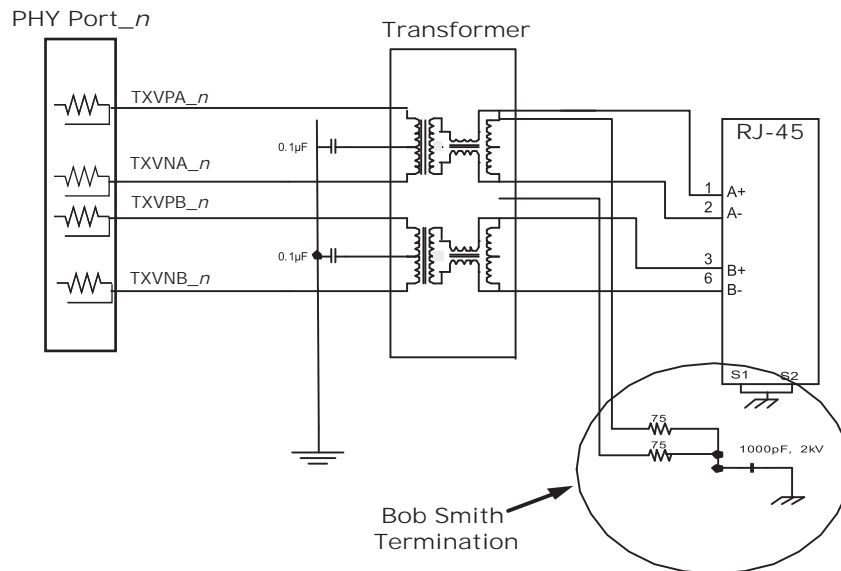 PHY Port_n
Transformer
TXVPA_n
0.1µF
TXVNA_n
TXVPB_n
0.1µF
TXVNB_n
RJ-45
1 A+
2 A-
3 B+
6 B-
S1 S2
75
75
1000pF, 2kV
Bob Smith
Termination